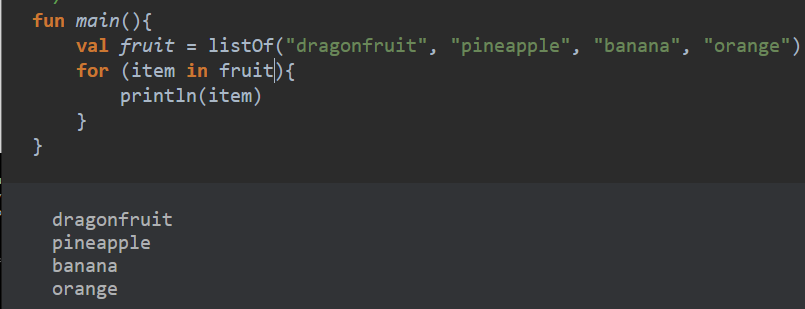 fun main(){
    val fruit = listOf("dragonfruit", "pineapple", "banana", "orange")
    for (item in fruit){
        println(item)
    }
}
dragonfruit
pineapple
banana
orange